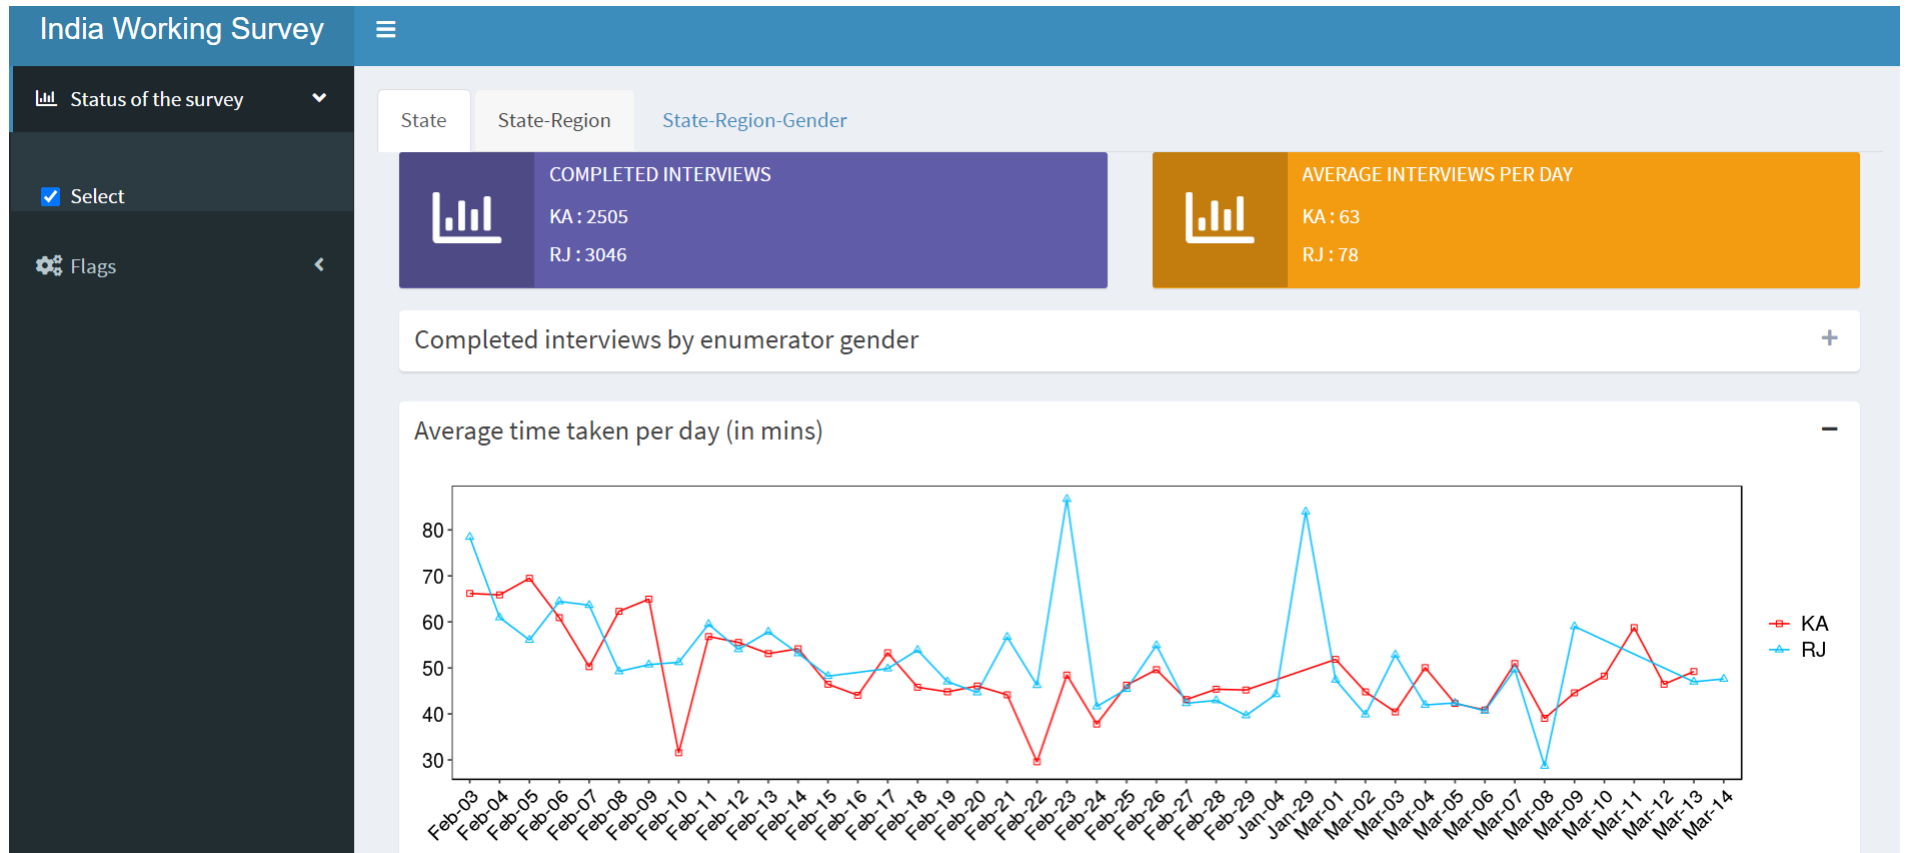 India Working Survey
Status of the survey
Select
Flags
State State-Region State-Region-Gender
COMPLETED INTERVIEWS
KA : 2505
RJ : 3046
AVERAGE INTERVIEWS PER DAY
KA : 63
RJ : 78
Completed interviews by enumerator gender
Average time taken per day (in mins)
80
70
60
50
40
30
Feb-03 Feb-04 Feb-05 Feb-06 Feb-07 Feb-08 Feb-09 Feb-10 Feb-11 Feb-12 Feb-13 Feb-14 Feb-15 Feb-16 Feb-17 Feb-18 Feb-19 Feb-20 Feb-21 Feb-22 Feb-23 Feb-24 Feb-25 Feb-26 Feb-27 Feb-28 Feb-29 Jan-04 Jan-29 Mar-01 Mar-02 Mar-03 Mar-04 Mar-05 Mar-06 Mar-07 Mar-08 Mar-09 Mar-10 Mar-11 Mar-12 Mar-13 Mar-14
KA
RJ